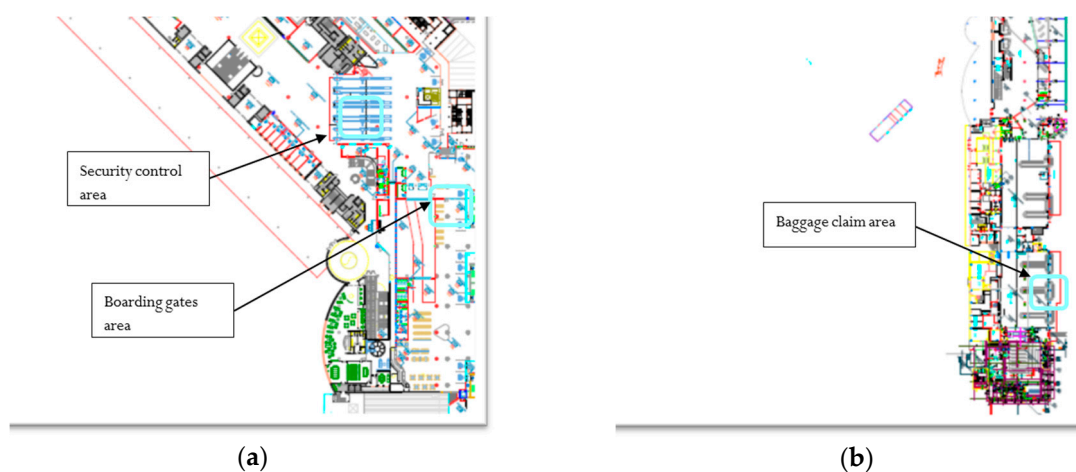 Security control
area
Boarding gates
area
Baggage claim area
(a)
(b)